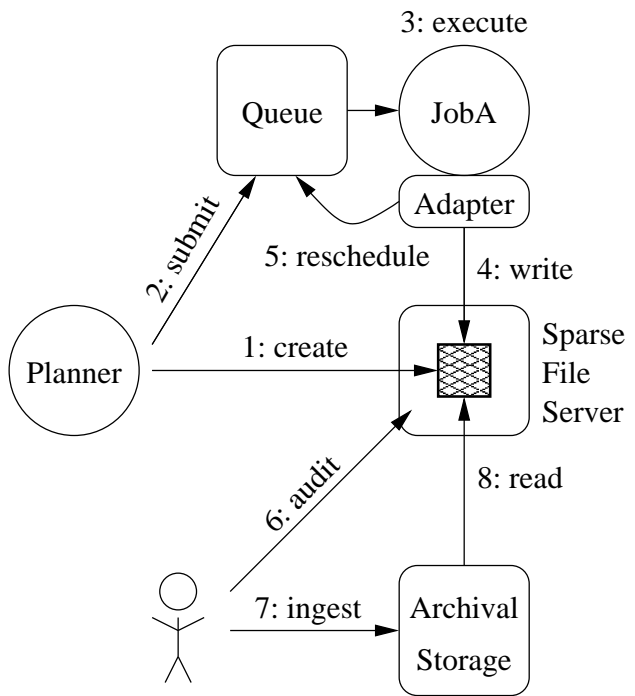 3: execute
Queue
JobA
Adapter
2: submit
5: reschedule
4: write
Planner
1: create
Sparse
File
Server
6: audit
8: read
7: ingest
Archival
Storage